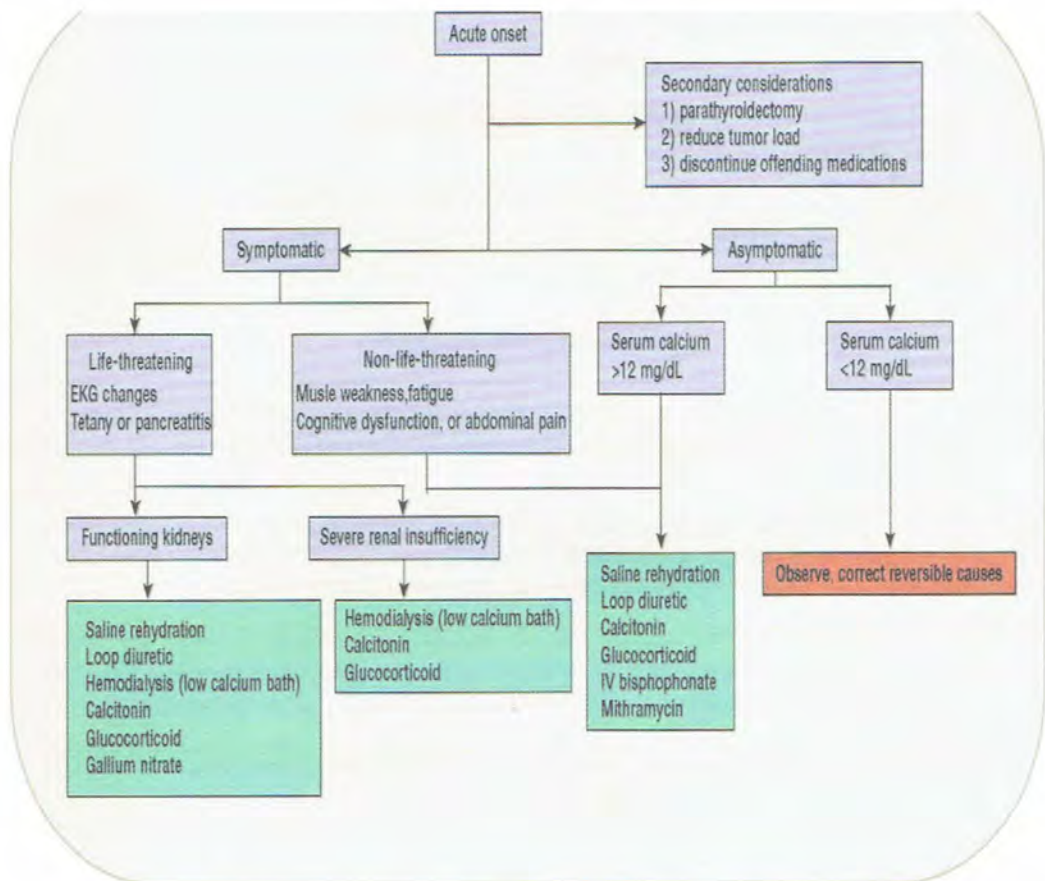 Acute onset
Secondary considerations
1) parathyroldectomy
2) reduce tumor load
3) discontinue offending medications
Symptomatic
Asymptomatic
Life-threatening
EKG changes
Tetany or pancreatitis
Non-life-threatening
Musle weakness,fatigue
Cognitive dysfunction, or abdominal pain
Serum calcium
>12 mg/dL
Serum calcium
<12 mg/dL
Functioning kidneys
Severe renal insufficiency
Saline rehydration
Loop diuretic
Hemodialysis (low calcium bath)
Calcitonin
Glucocorticoid
Gallium nitrate
Hemodialysis (low calcium bath)
Calcitonin
Glucocorticoid
Saline rehydration
Loop diuretic
Calcitonin
Glucocorticoid
IV bisphophonate
Mithramycin
Observe, correct reversible causes